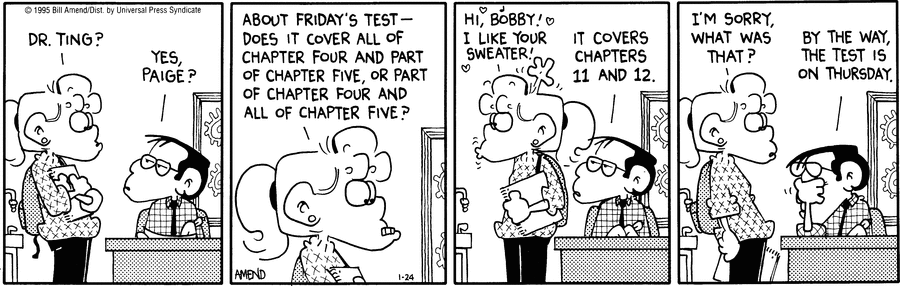 © 1995 Bill Amend/Dist. by Universal Press Syndicate
DR. TING?
YES,
PAIGE?
ABOUT FRIDAY'S TEST—
DOES IT COVER ALL OF
CHAPTER FOUR AND PART
OF CHAPTER FIVE, OR PART
OF CHAPTER FOUR AND
ALL OF CHAPTER FIVE?
AMEND
1-24
HI, BOBBY!
I LIKE YOUR
SWEATER!
IT COVERS
CHAPTERS
11 AND 12.
I'M SORRY,
WHAT WAS
THAT?
BY THE WAY,
THE TEST IS
ON THURSDAY.